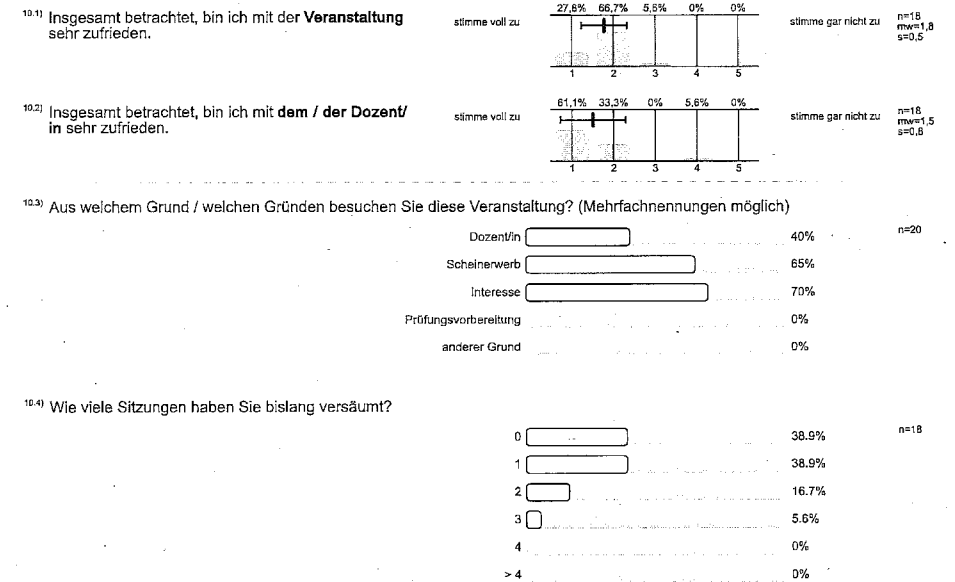 10.1) Insgesamt betrachtet, bin ich mit der Veranstaltung
sehr zufrieden.
stimme voll zu
27,8% 66,7% 5,6% 0% 0%
1 2 3 4 5
stimme gar nicht zu
n=18
mw=1,8
s=0,5
10.2) Insgesamt betrachtet, bin ich mit dem / der Dozent/
in sehr zufrieden.
stimme voll zu
61,1% 33,3% 0% 5,6% 0%
1 2 3 4 5
stimme gar nicht zu
n=18
mw=1,5
s=0,8
10.3) Aus welchem Grund / welchen Gründen besuchen Sie diese Veranstaltung? (Mehrfachnennungen möglich)
Dozent/in 40% n=20
Scheinerwerb 65%
Interesse 70%
Prüfungsvorbereitung 0%
anderer Grund 0%
10.4) Wie viele Sitzungen haben Sie bislang versäumt?
0 38.9% n=18
1 38.9%
2 16.7%
3 5.6%
4 0%
> 4 0%